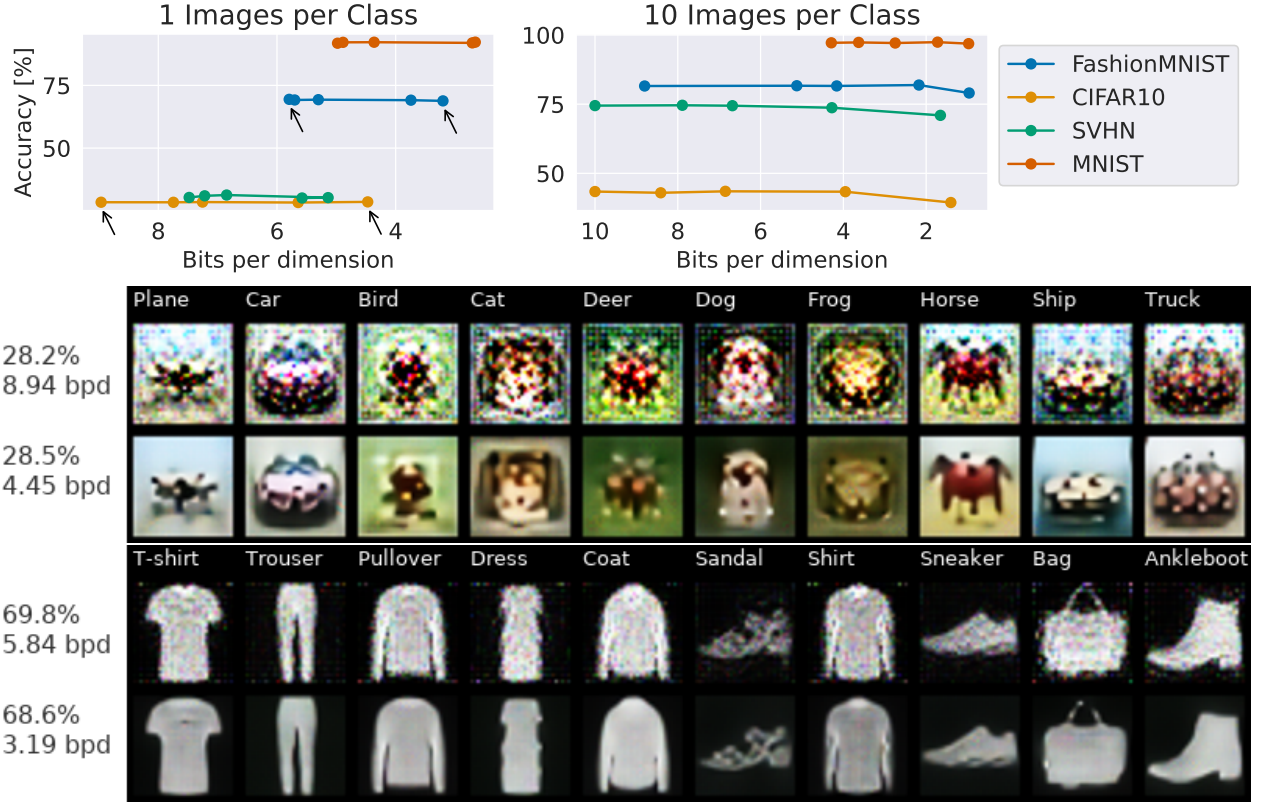 1 Images per Class
10 Images per Class
Accuracy [%]
75
50
8 6 4
Bits per dimension
100
75
50
10 8 6 4 2
Bits per dimension
FashionMNIST
CIFAR10
SVHN
MNIST
Plane Car Bird Cat Deer Dog Frog Horse Ship Truck
28.2%
8.94 bpd
28.5%
4.45 bpd
T-shirt Trouser Pullover Dress Coat Sandal Shirt Sneaker Bag Ankleboot
69.8%
5.84 bpd
68.6%
3.19 bpd